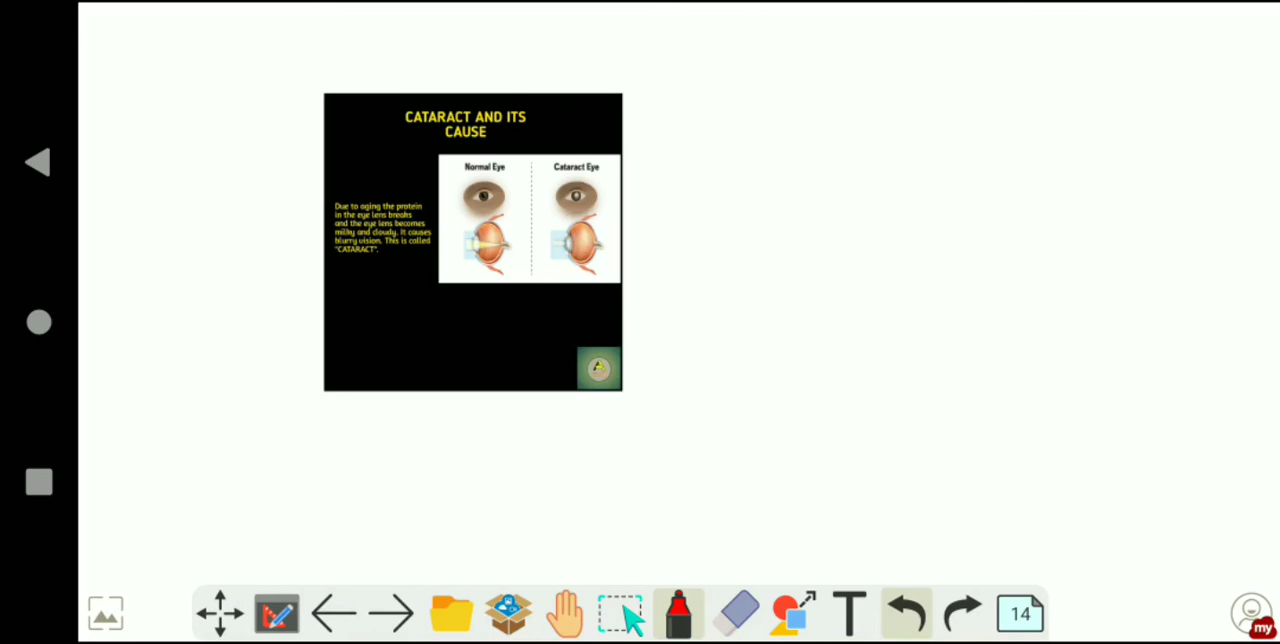 CATARACT AND ITS
CAUSE
Normal Eye
Cataract Eye
Due to aging the protein
in the eye lens breaks
and the eye lens becomes
milky and cloudy. It causes
blurry vision. This is called
"CATARACT".
T
14
my